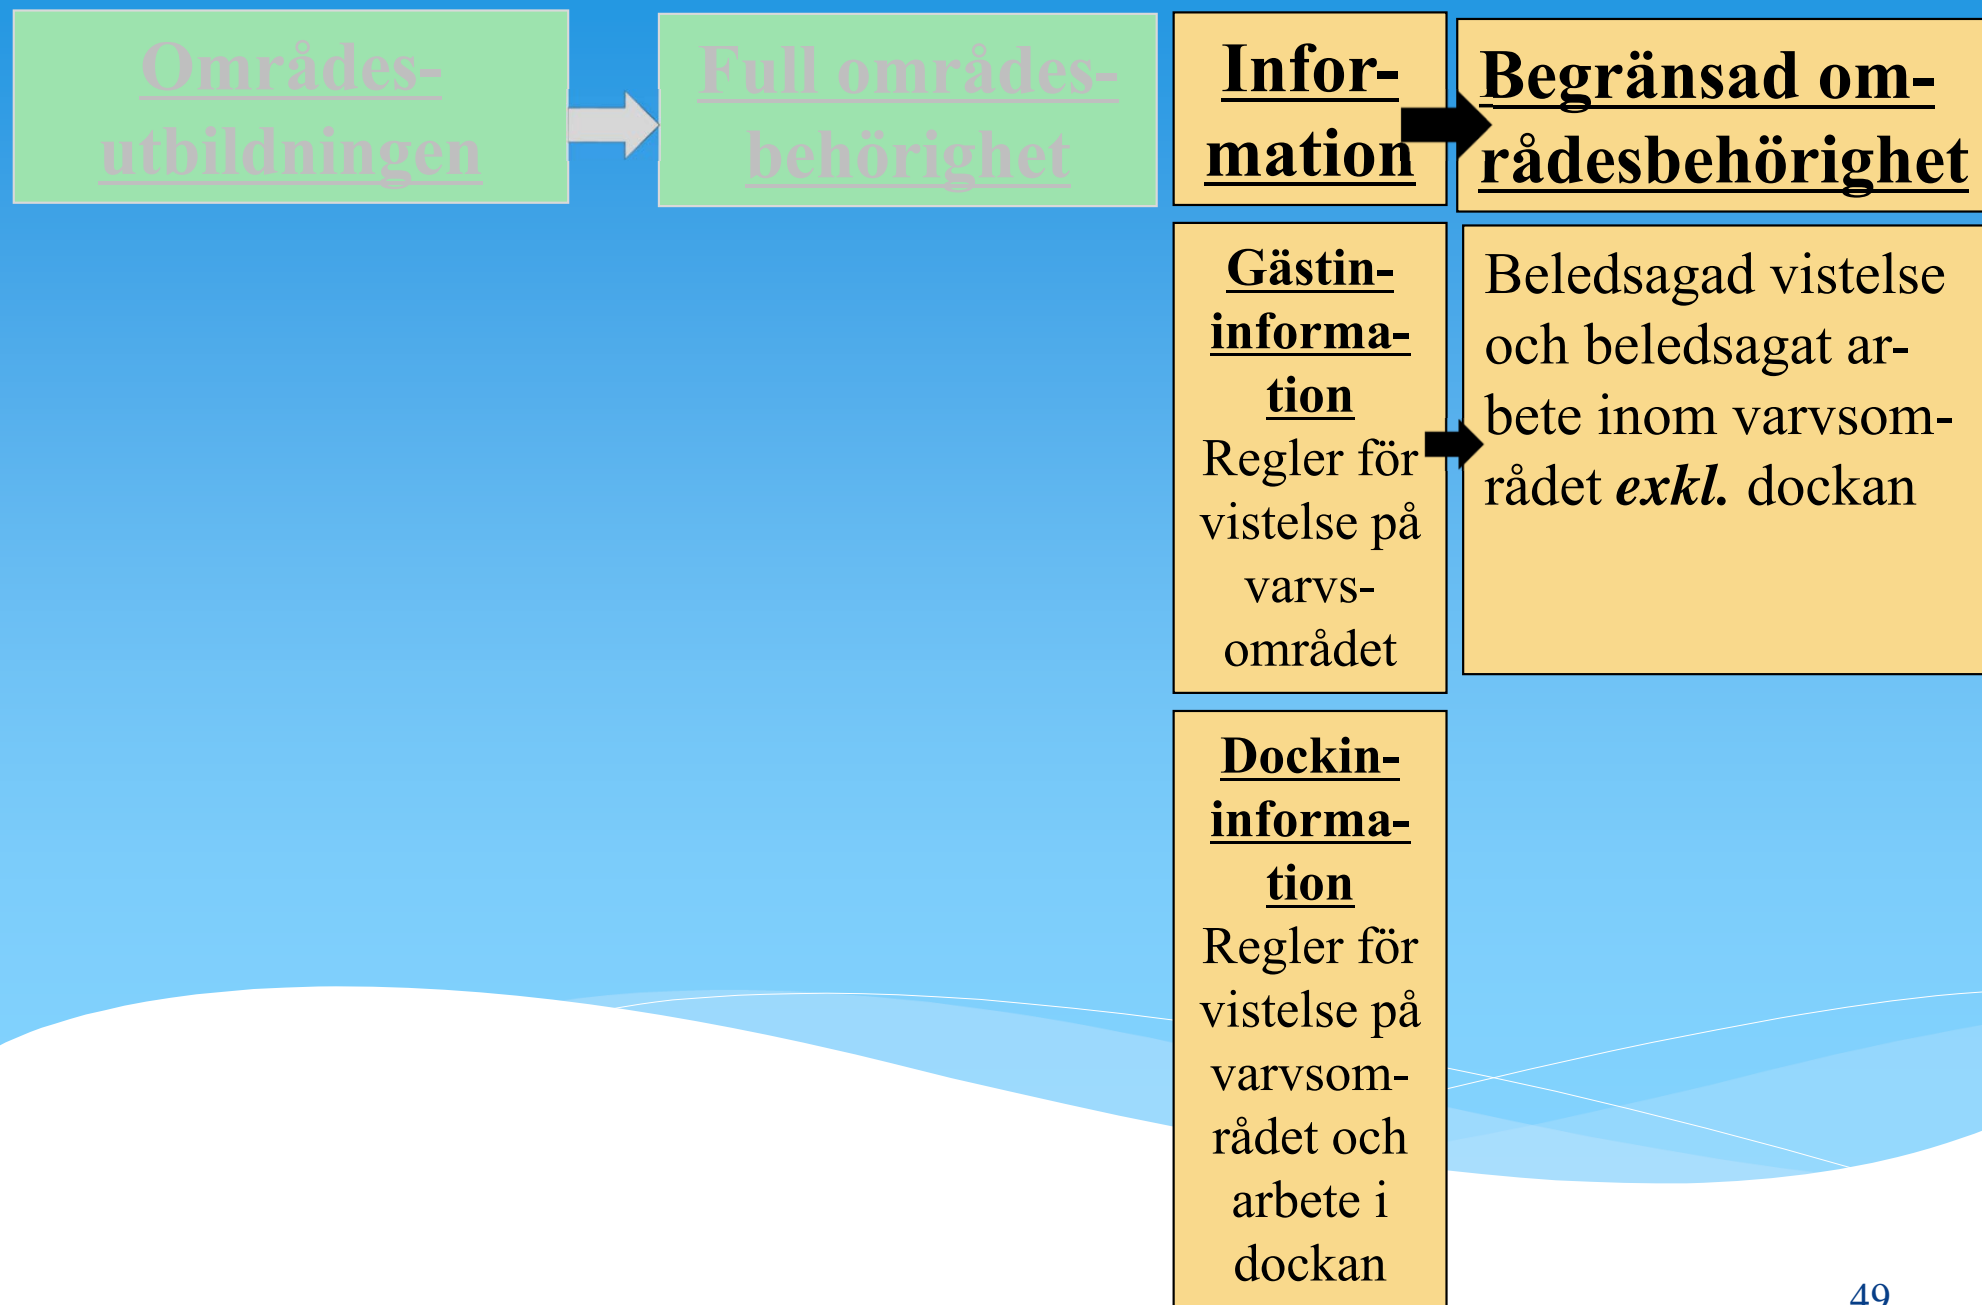 Områdes-
utbildningen
Full områdes-
behörighet
Infor-
mation
Begränsad om-
rådesbehörighet
Gästin-
informa-
tion
Regler för
vistelse på
varvs-
området
Beledsagad vistelse
och beledsagat ar-
bete inom varvsom-
rådet exkl. dockan
Dockin-
informa-
tion
Regler för
vistelse på
varvsom-
rådet och
arbete i
dockan
49